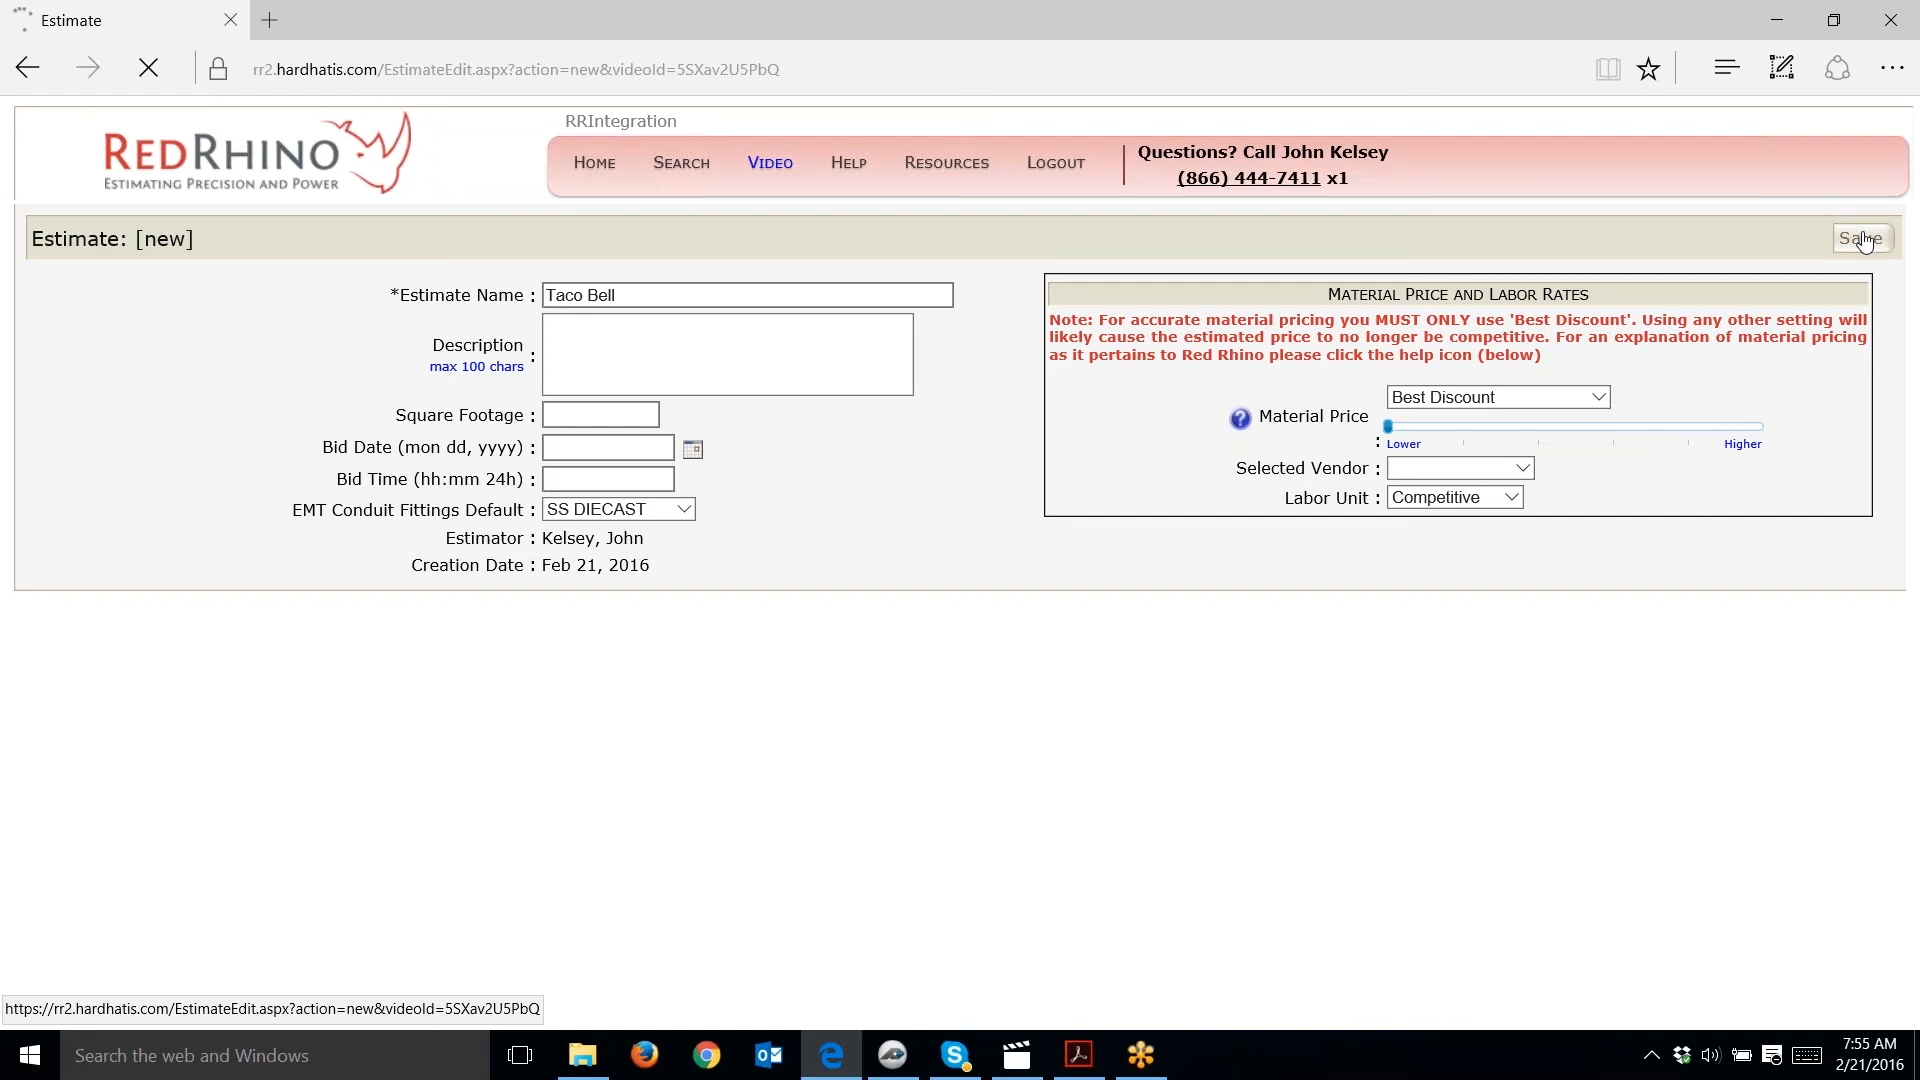 Estimate
rr2.hardhatis.com/EstimateEdit.aspx?action=new&videoId=5SXav2U5PbQ
REDRHINO
ESTIMATING PRECISION AND POWER
RRIntegration
HOME SEARCH VIDEO HELP RESOURCES LOGOUT
Questions? Call John Kelsey
(866) 444-7411 x1
Estimate: [new]
Save
*Estimate Name : Taco Bell
Description :
max 100 chars
Square Footage :
Bid Date (mon dd, yyyy) :
Bid Time (hh:mm 24h) :
EMT Conduit Fittings Default : SS DIECAST
Estimator : Kelsey, John
Creation Date : Feb 21, 2016
MATERIAL PRICE AND LABOR RATES
Note: For accurate material pricing you MUST ONLY use 'Best Discount'. Using any other setting will
likely cause the estimated price to no longer be competitive. For an explanation of material pricing
as it pertains to Red Rhino please click the help icon (below)
Best Discount
? Material Price :
Lower Higher
Selected Vendor :
Labor Unit : Competitive
https://rr2.hardhatis.com/EstimateEdit.aspx?action=new&videoId=5SXav2U5PbQ
Search the web and Windows
7:55 AM
2/21/2016